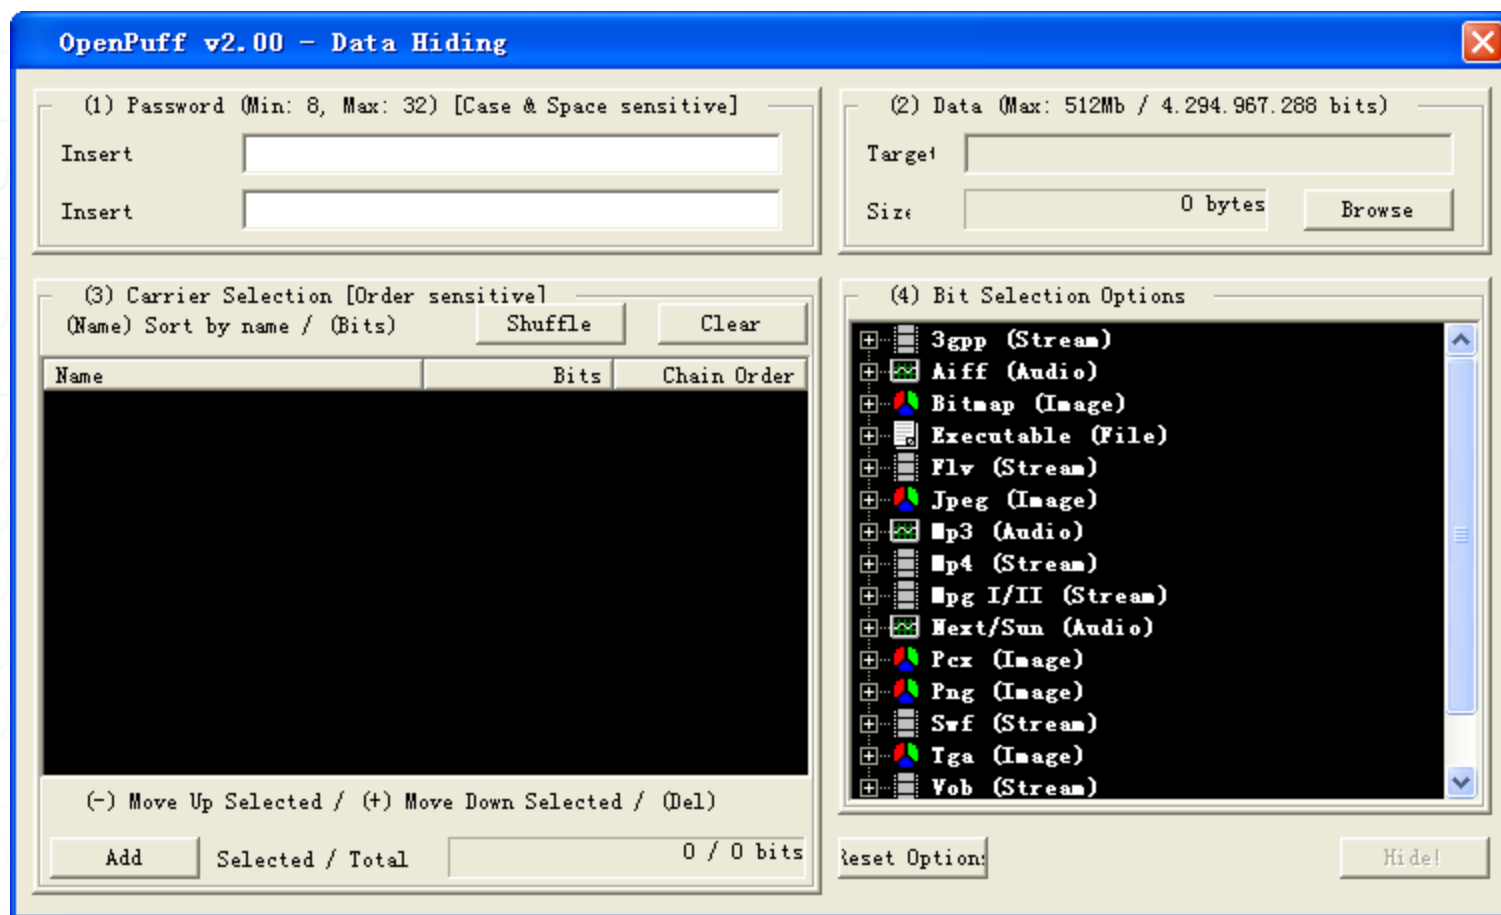 OpenPuff v2.00 - Data Hiding
(1) Password (Min: 8, Max: 32) [Case & Space sensitive]
Insert
Insert
(2) Data (Max: 512Mb / 4.294.967.288 bits)
Target
Size 0 bytes Browse
(3) Carrier Selection [Order sensitive]
(Name) Sort by name / (Bits) Shuffle Clear
Name Bits Chain Order
(-) Move Up Selected / (+) Move Down Selected / (Del)
Add Selected / Total 0 / 0 bits
(4) Bit Selection Options
3gpp (Stream)
Aiff (Audio)
Bitmap (Image)
Executable (File)
Flv (Stream)
Jpeg (Image)
Mp3 (Audio)
Mp4 (Stream)
Mpg I/II (Stream)
Next/Sun (Audio)
Pcx (Image)
Png (Image)
Swf (Stream)
Tga (Image)
Vob (Stream)
Reset Options Hide!